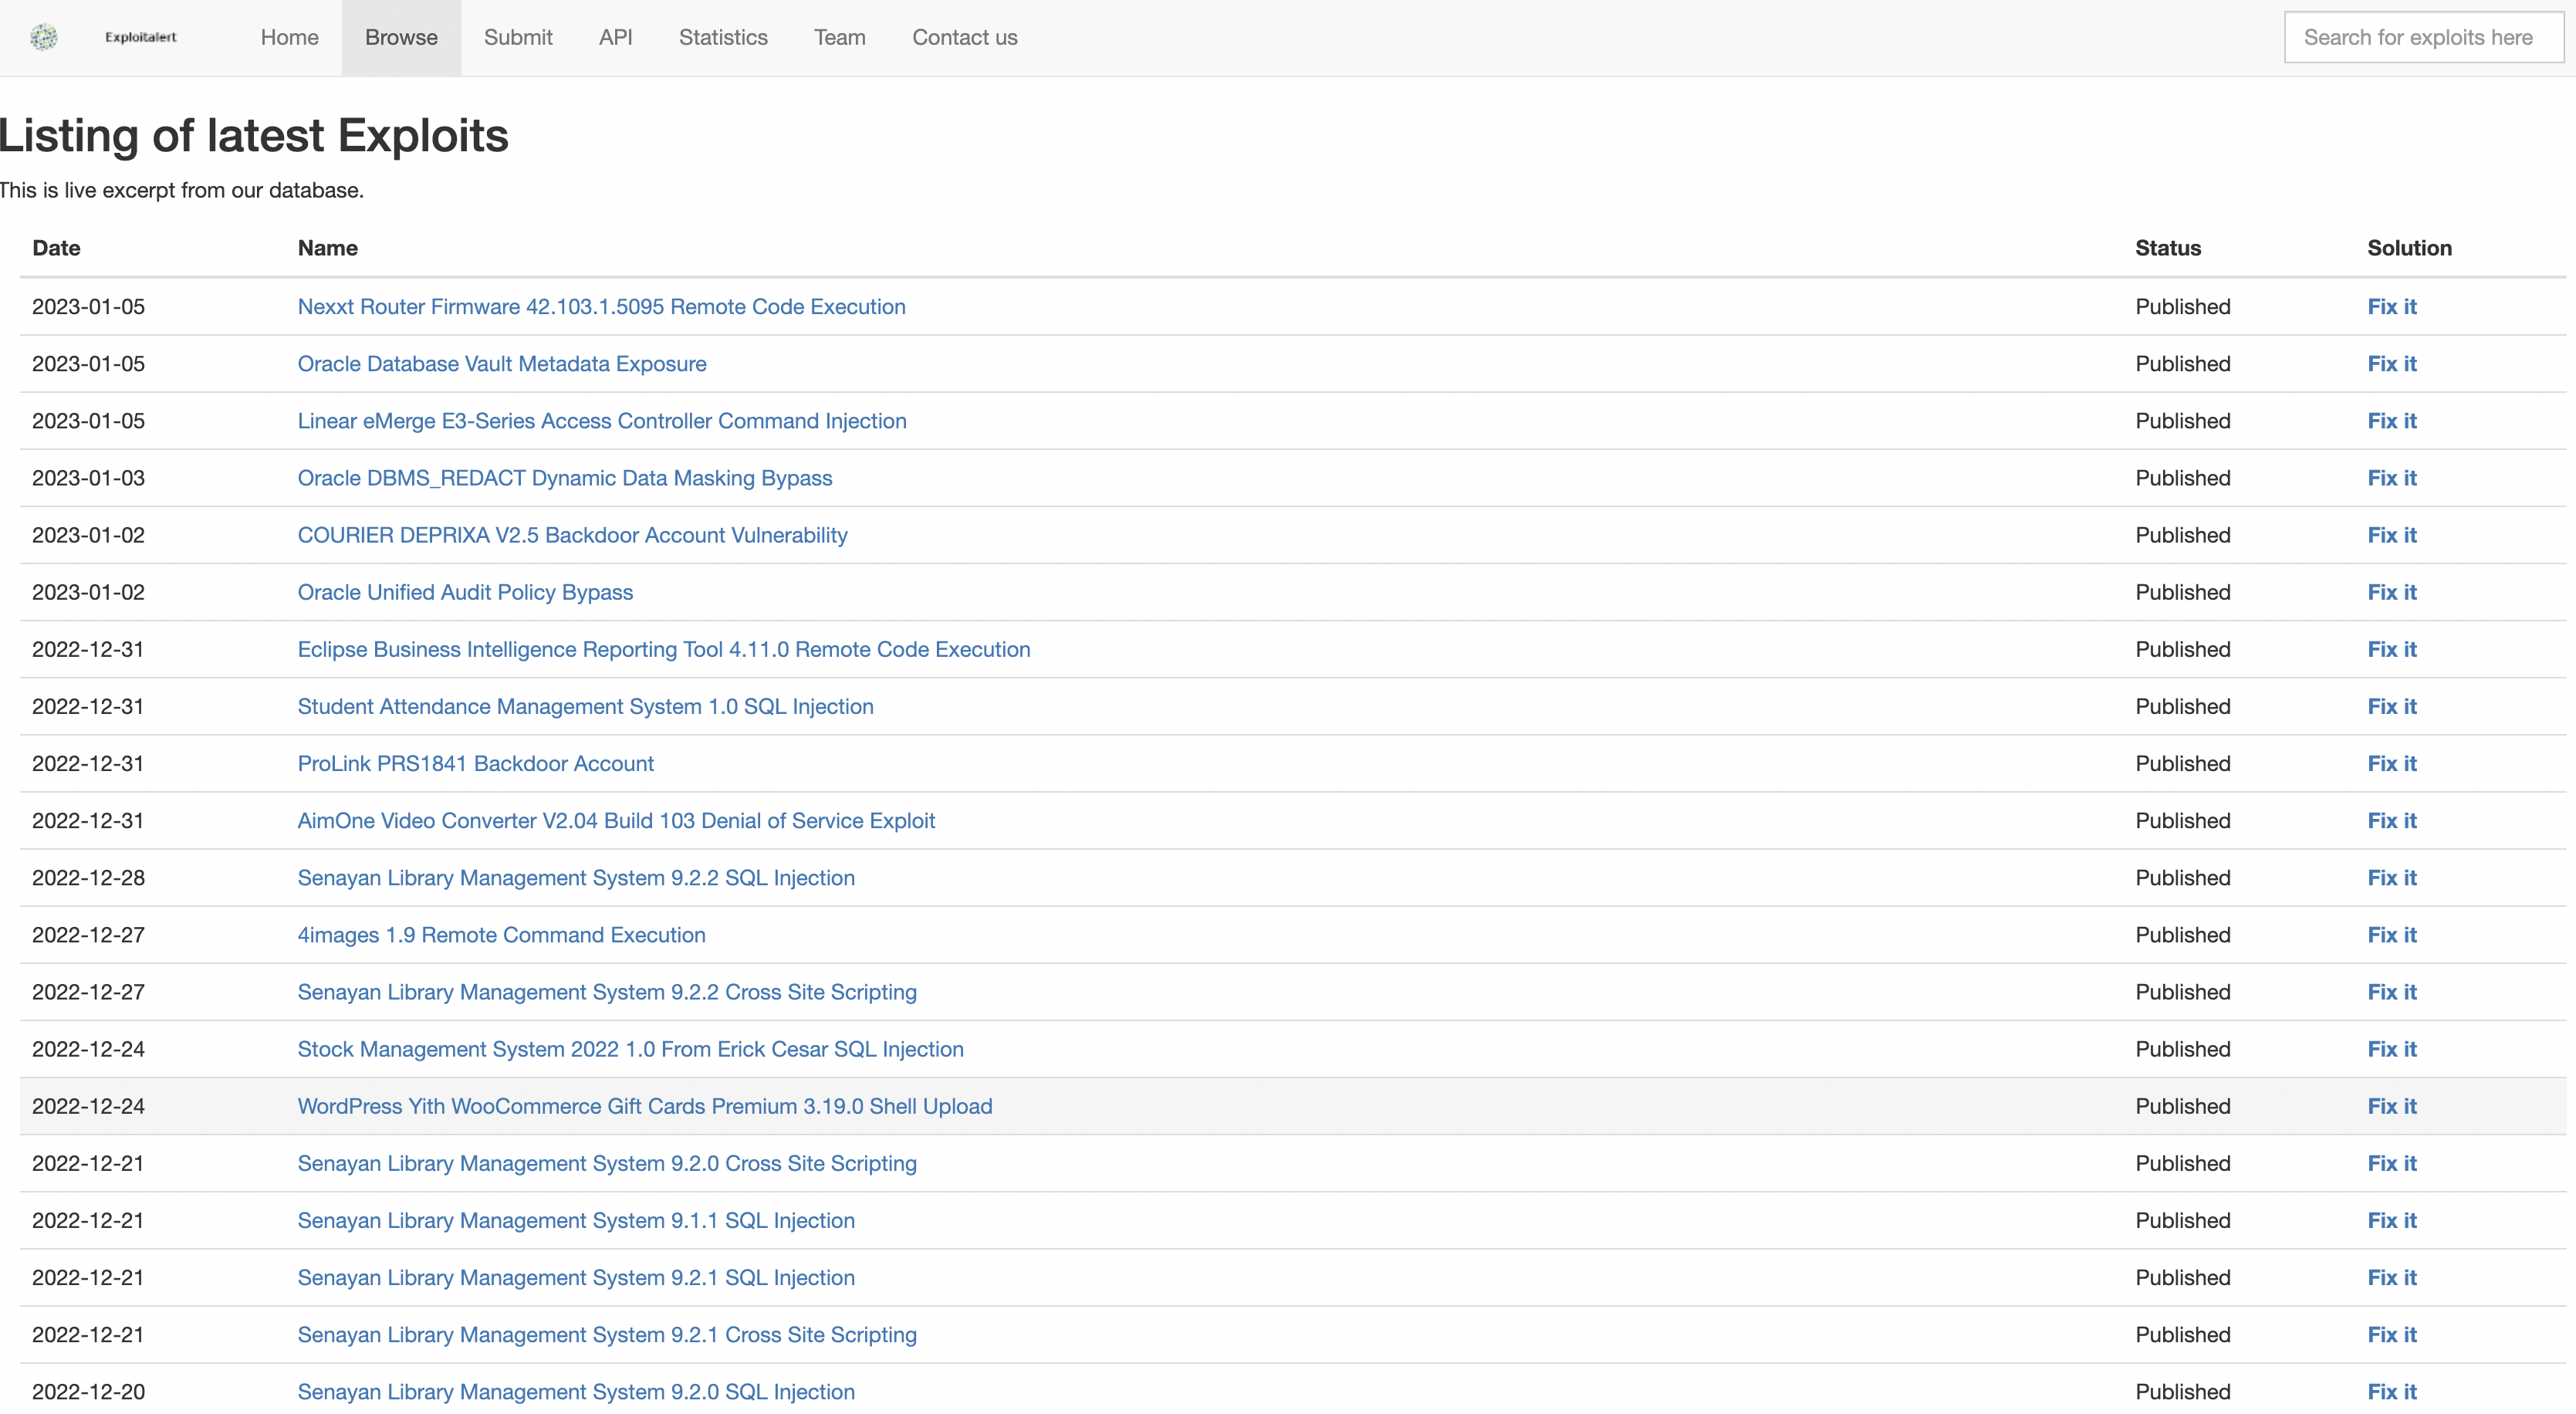 Exploitalert Home Browse Submit API Statistics Team Contact us Search for exploits here
Listing of latest Exploits
This is live excerpt from our database.
Date Name Status Solution
2023-01-05 Nexxt Router Firmware 42.103.1.5095 Remote Code Execution Published Fix it
2023-01-05 Oracle Database Vault Metadata Exposure Published Fix it
2023-01-05 Linear eMerge E3-Series Access Controller Command Injection Published Fix it
2023-01-03 Oracle DBMS_REDACT Dynamic Data Masking Bypass Published Fix it
2023-01-02 COURIER DEPRIXA V2.5 Backdoor Account Vulnerability Published Fix it
2023-01-02 Oracle Unified Audit Policy Bypass Published Fix it
2022-12-31 Eclipse Business Intelligence Reporting Tool 4.11.0 Remote Code Execution Published Fix it
2022-12-31 Student Attendance Management System 1.0 SQL Injection Published Fix it
2022-12-31 ProLink PRS1841 Backdoor Account Published Fix it
2022-12-31 AimOne Video Converter V2.04 Build 103 Denial of Service Exploit Published Fix it
2022-12-28 Senayan Library Management System 9.2.2 SQL Injection Published Fix it
2022-12-27 4images 1.9 Remote Command Execution Published Fix it
2022-12-27 Senayan Library Management System 9.2.2 Cross Site Scripting Published Fix it
2022-12-24 Stock Management System 2022 1.0 From Erick Cesar SQL Injection Published Fix it
2022-12-24 WordPress Yith WooCommerce Gift Cards Premium 3.19.0 Shell Upload Published Fix it
2022-12-21 Senayan Library Management System 9.2.0 Cross Site Scripting Published Fix it
2022-12-21 Senayan Library Management System 9.1.1 SQL Injection Published Fix it
2022-12-21 Senayan Library Management System 9.2.1 SQL Injection Published Fix it
2022-12-21 Senayan Library Management System 9.2.1 Cross Site Scripting Published Fix it
2022-12-20 Senayan Library Management System 9.2.0 SQL Injection Published Fix it